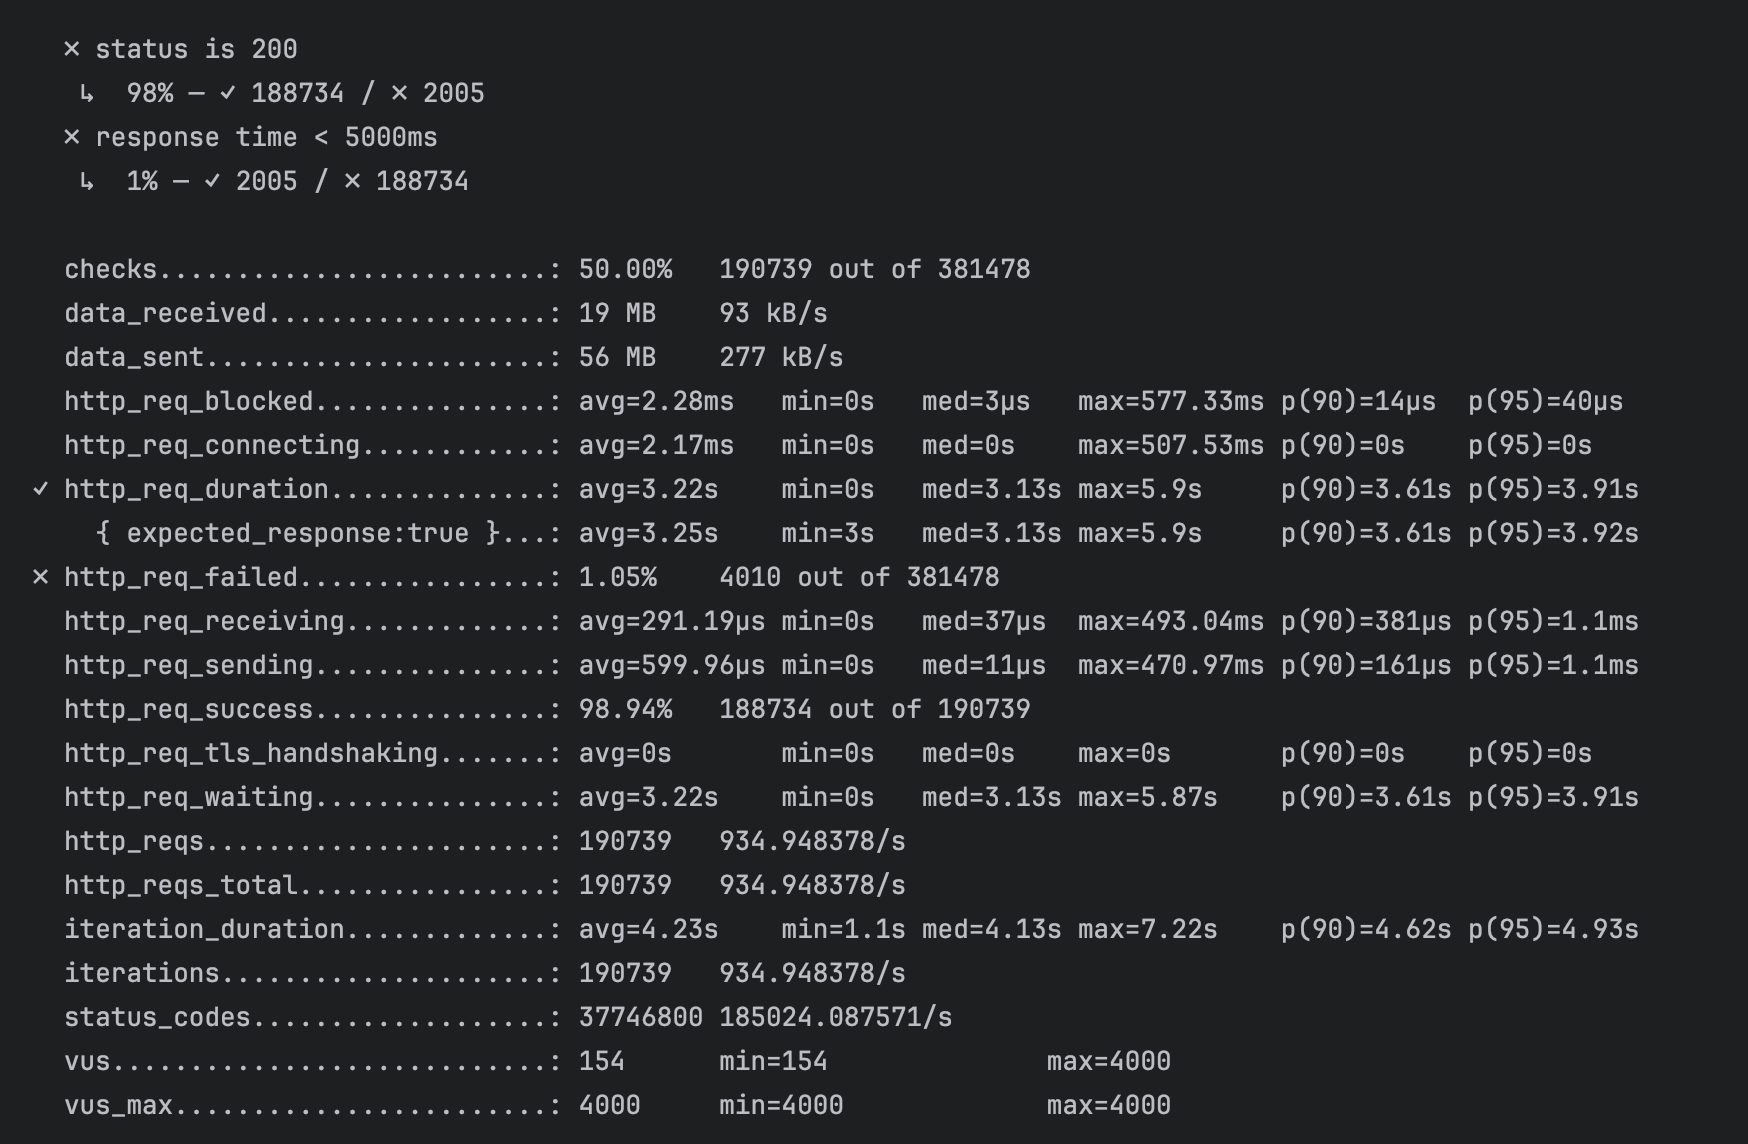 ✗ status is 200
↳  98% — ✓ 188734 / ✗ 2005
✗ response time < 5000ms
↳  1% — ✓ 2005 / ✗ 188734
checks.........................: 50.00%   190739 out of 381478
data_received..................: 19 MB    93 kB/s
data_sent......................: 56 MB    277 kB/s
http_req_blocked...............: avg=2.28ms   min=0s   med=3µs   max=577.33ms p(90)=14µs  p(95)=40µs
http_req_connecting............: avg=2.17ms   min=0s   med=0s    max=507.53ms p(90)=0s    p(95)=0s
✓ http_req_duration..............: avg=3.22s    min=0s   med=3.13s max=5.9s     p(90)=3.61s p(95)=3.91s
{ expected_response:true }...: avg=3.25s    min=3s   med=3.13s max=5.9s     p(90)=3.61s p(95)=3.92s
✗ http_req_failed................: 1.05%    4010 out of 381478
http_req_receiving.............: avg=291.19µs min=0s   med=37µs  max=493.04ms p(90)=381µs p(95)=1.1ms
http_req_sending...............: avg=599.96µs min=0s   med=11µs  max=470.97ms p(90)=161µs p(95)=1.1ms
http_req_success...............: 98.94%   188734 out of 190739
http_req_tls_handshaking.......: avg=0s       min=0s   med=0s    max=0s       p(90)=0s    p(95)=0s
http_req_waiting...............: avg=3.22s    min=0s   med=3.13s max=5.87s    p(90)=3.61s p(95)=3.91s
http_reqs......................: 190739   934.948378/s
http_reqs_total................: 190739   934.948378/s
iteration_duration.............: avg=4.23s    min=1.1s med=4.13s max=7.22s    p(90)=4.62s p(95)=4.93s
iterations.....................: 190739   934.948378/s
status_codes...................: 37746800 185024.087571/s
vus............................: 154      min=154              max=4000
vus_max........................: 4000     min=4000             max=4000